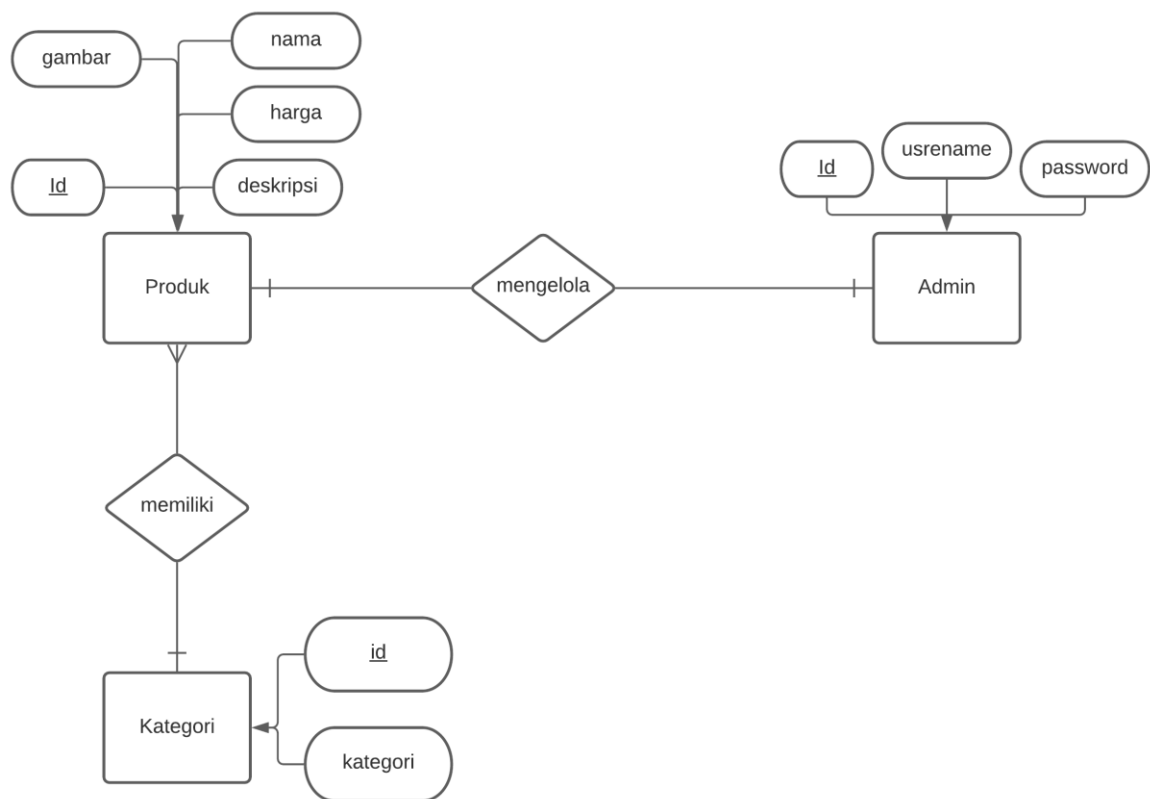 nama
gambar
harga
Id
deskripsi
Id
usrename
password
Produk
mengelola
Admin
memiliki
id
Kategori
kategori